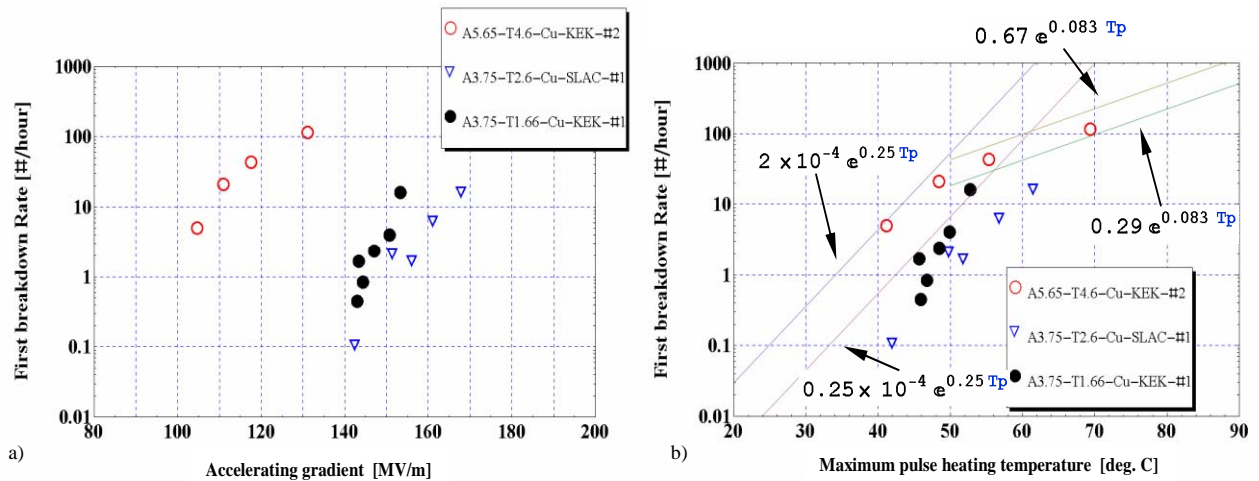 A5.65−T4.6−Cu−KEK−#2
A3.75−T2.6−Cu−SLAC−#1
A3.75−T1.66−Cu−KEK−#1
1000
100
10
1
0.1
0.01
80
100
120
140
160
180
200
First breakdown Rate [#/hour]
Accelerating gradient [MV/m]
a)
0.67 e^0.083 Tp
2 × 10^-4 e^0.25 Tp
0.29 e^0.083 Tp
0.25 × 10^-4 e^0.25 Tp
A5.65−T4.6−Cu−KEK−#2
A3.75−T2.6−Cu−SLAC−#1
A3.75−T1.66−Cu−KEK−#1
1000
100
10
1
0.1
0.01
20
30
40
50
60
70
80
90
First breakdown Rate [#/hour]
Maximum pulse heating temperature [deg. C]
b)